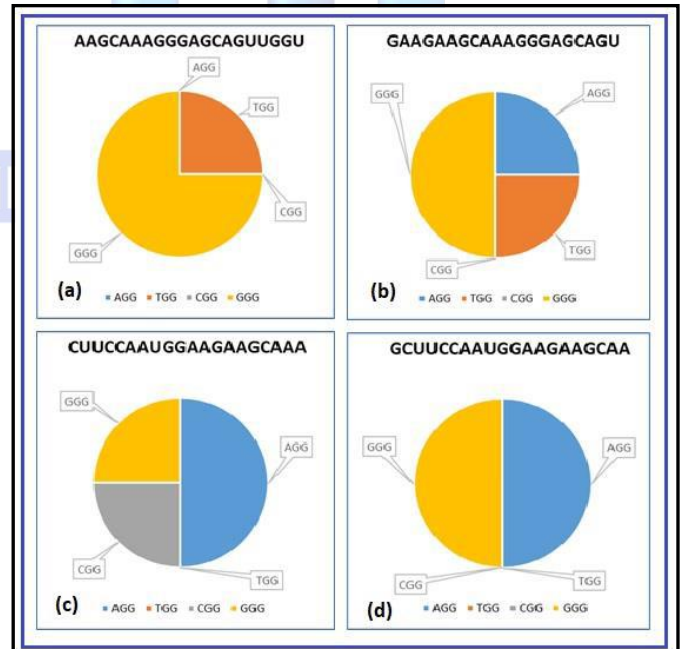 AAGCAAAGGGAGCAGUUGGU
AGG
TGG
CGG
GGG
(a)
AGG TGG CGG GGG
GAAGAAGCAAAGGGAGCAGU
GGG
AGG
TGG
CGG
(b)
AGG TGG CGG GGG
CUUCCAAUGGAAGAAGCAAA
GGG
AGG
CGG
TGG
(c)
AGG TGG CGG GGG
GCUUCCAAUGGAAGAAGCAA
GGG
AGG
CGG
TGG
(d)
AGG TGG CGG GGG